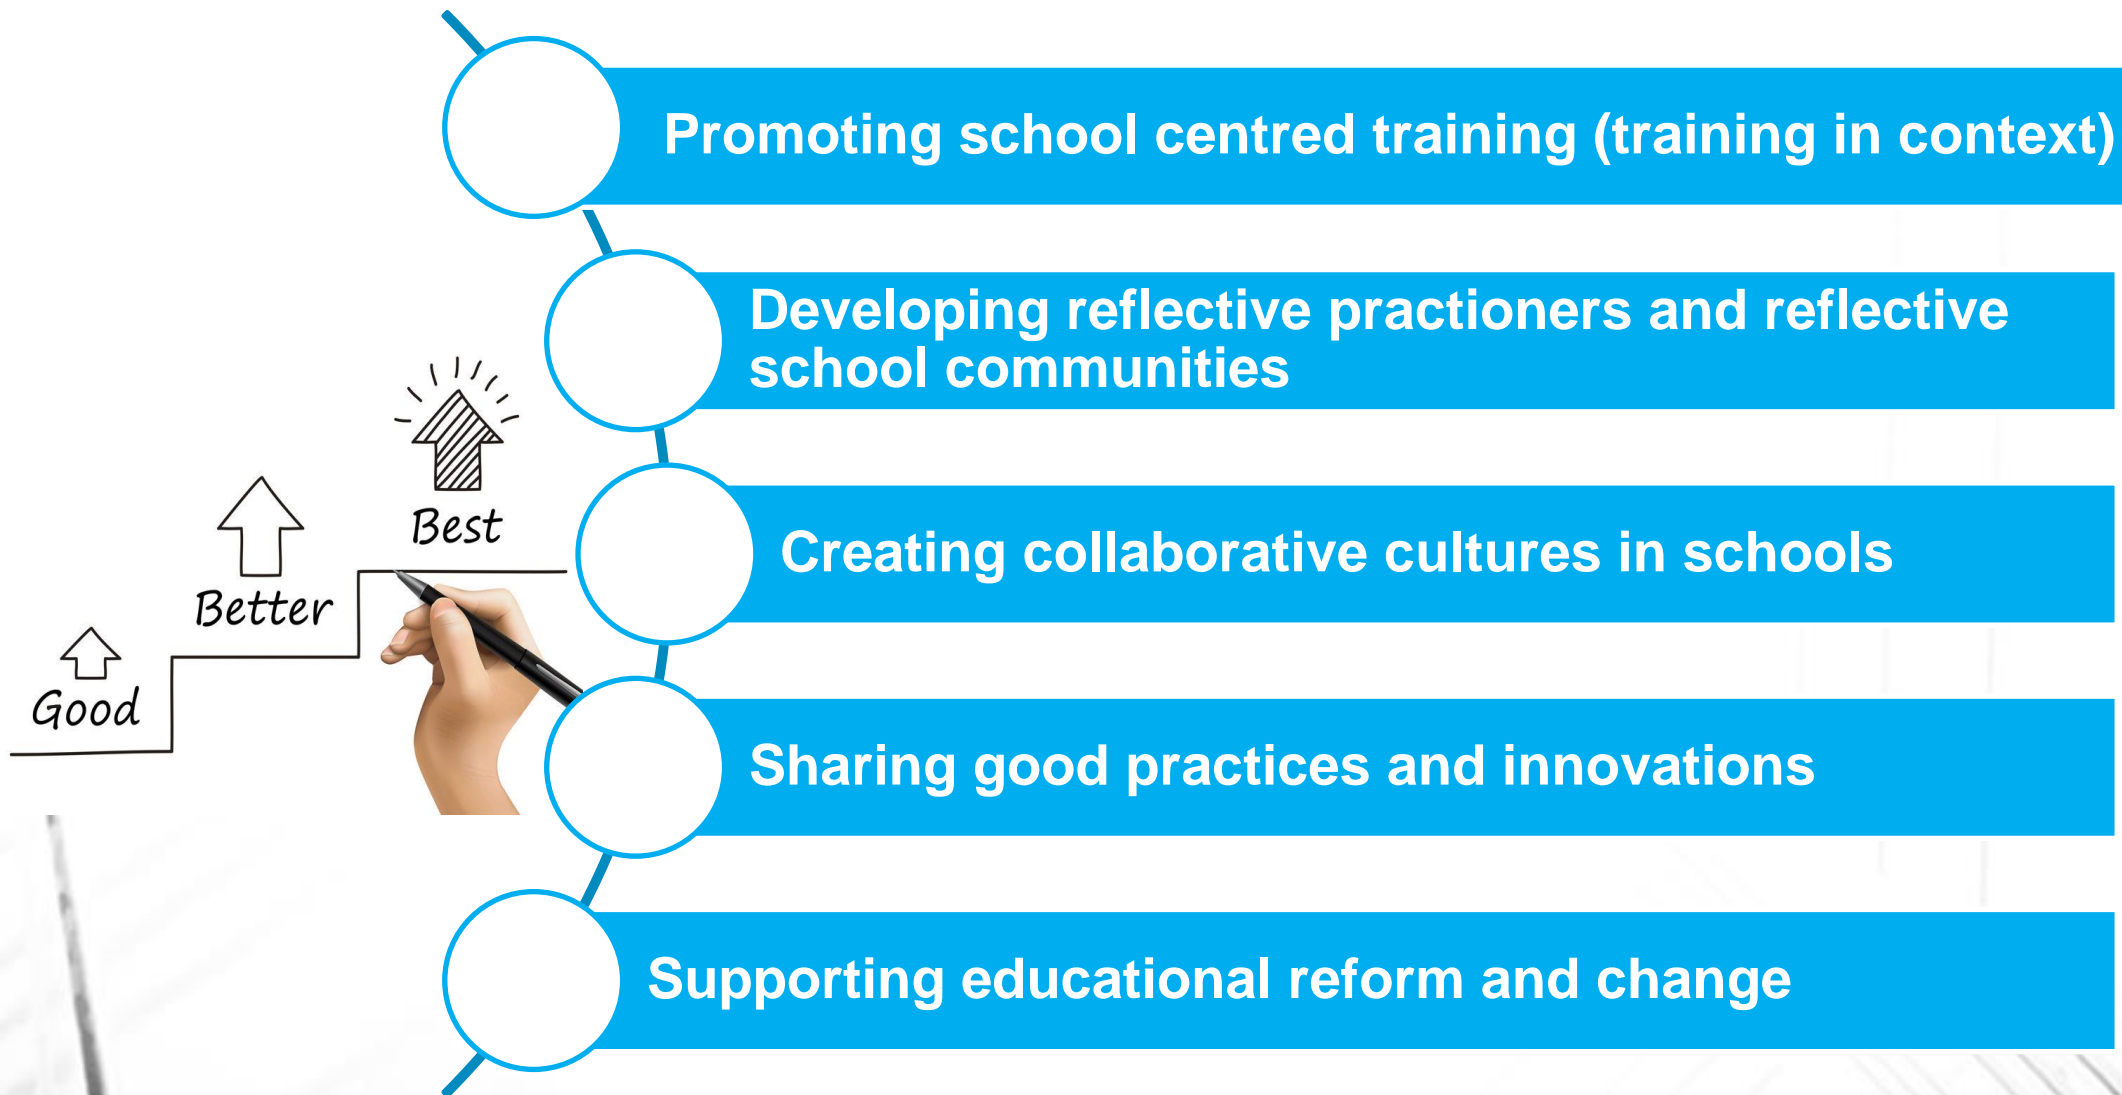 Promoting school centred training (training in context)
Developing reflective practioners and reflective
school communities
Creating collaborative cultures in schools
Sharing good practices and innovations
Supporting educational reform and change
Best
Better
Good